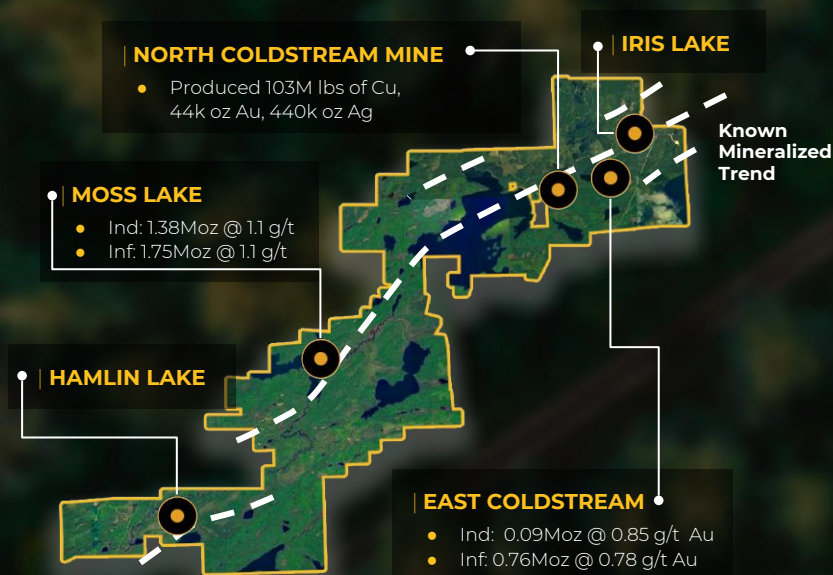 NORTH COLDSTREAM MINE
Produced 103M lbs of Cu,
44k oz Au, 440k oz Ag
IRIS LAKE
Known
Mineralized
Trend
MOSS LAKE
Ind: 1.38Moz @ 1.1 g/t
Inf: 1.75Moz @ 1.1 g/t
HAMLIN LAKE
EAST COLDSTREAM
Ind: 0.09Moz @ 0.85 g/t Au
Inf: 0.76Moz @ 0.78 g/t Au